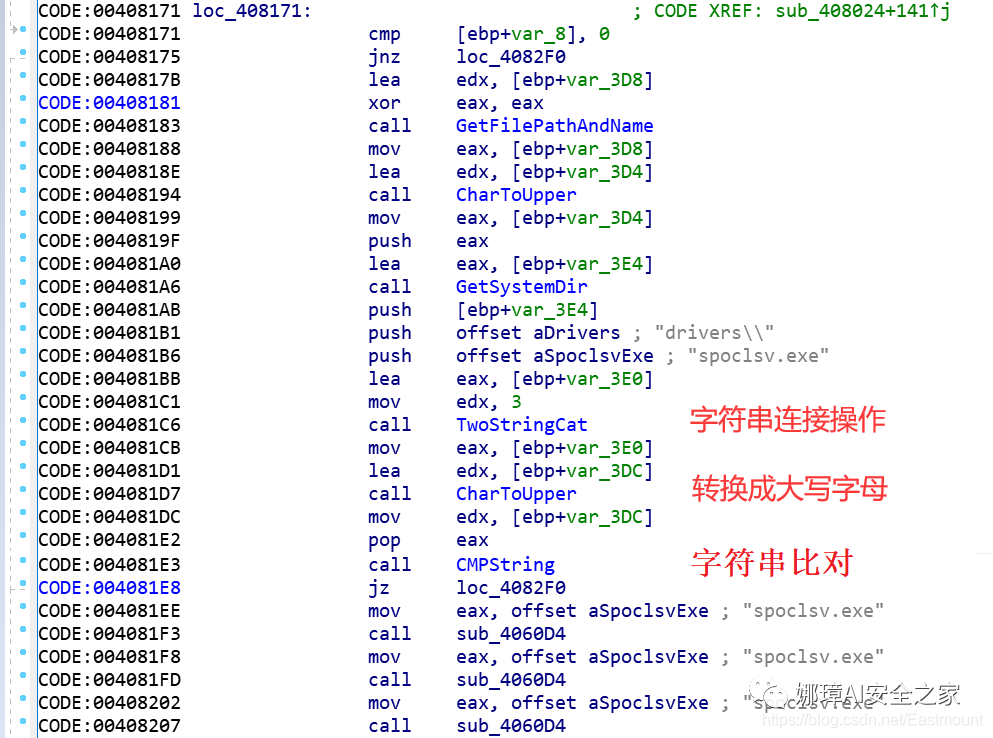 CODE:00408171 loc_408171: ; CODE XREF: sub_408024+141↑j
CODE:00408171 cmp [ebp+var_8], 0
CODE:00408175 jnz loc_4082F0
CODE:0040817B lea edx, [ebp+var_3D8]
CODE:00408181 xor eax, eax
CODE:00408183 call GetFilePathAndName
CODE:00408188 mov eax, [ebp+var_3D8]
CODE:0040818E lea edx, [ebp+var_3D4]
CODE:00408194 call CharToUpper
CODE:00408199 mov eax, [ebp+var_3D4]
CODE:0040819F push eax
CODE:004081A0 lea eax, [ebp+var_3E4]
CODE:004081A6 call GetSystemDir
CODE:004081AB push [ebp+var_3E4]
CODE:004081B1 push offset aDrivers ; "drivers\\"
CODE:004081B6 push offset aSpoclsvExe ; "spoclsv.exe"
CODE:004081BB lea eax, [ebp+var_3E0]
CODE:004081C1 mov edx, 3
CODE:004081C6 call TwoStringCat 字符串连接操作
CODE:004081CB mov eax, [ebp+var_3E0]
CODE:004081D1 lea edx, [ebp+var_3DC]
CODE:004081D7 call CharToUpper 转换成大写字母
CODE:004081DC mov edx, [ebp+var_3DC]
CODE:004081E2 pop eax
CODE:004081E3 call CMPString 字符串比对
CODE:004081E8 jz loc_4082F0
CODE:004081EE mov eax, offset aSpoclsvExe ; "spoclsv.exe"
CODE:004081F3 call sub_4060D4
CODE:004081F8 mov eax, offset aSpoclsvExe ; "spoclsv.exe"
CODE:004081FD call sub_4060D4
CODE:00408202 mov eax, offset aSpoclsvExe ; "spoclsv.exe"
娜璋AI安全之家
CODE:00408207 call sub_4060D4
https://blog.csdn.net/Eastmount